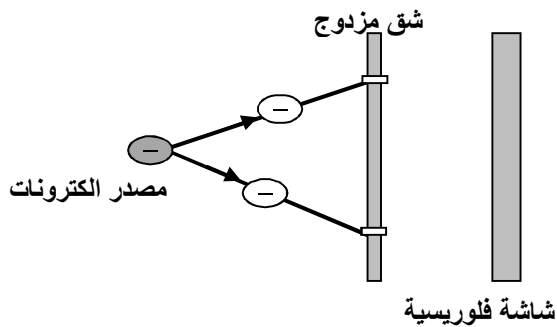 شق مزدوج
مصدر الكترونات
شاشة فلوريسية